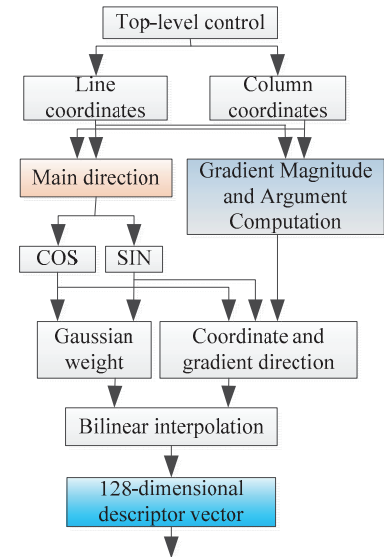 Top-level control
Line
coordinates
Column
coordinates
Main direction
Gradient Magnitude
and Argument
Computation
COS
SIN
Gaussian
weight
Coordinate and
gradient direction
Bilinear interpolation
128-dimensional
descriptor vector